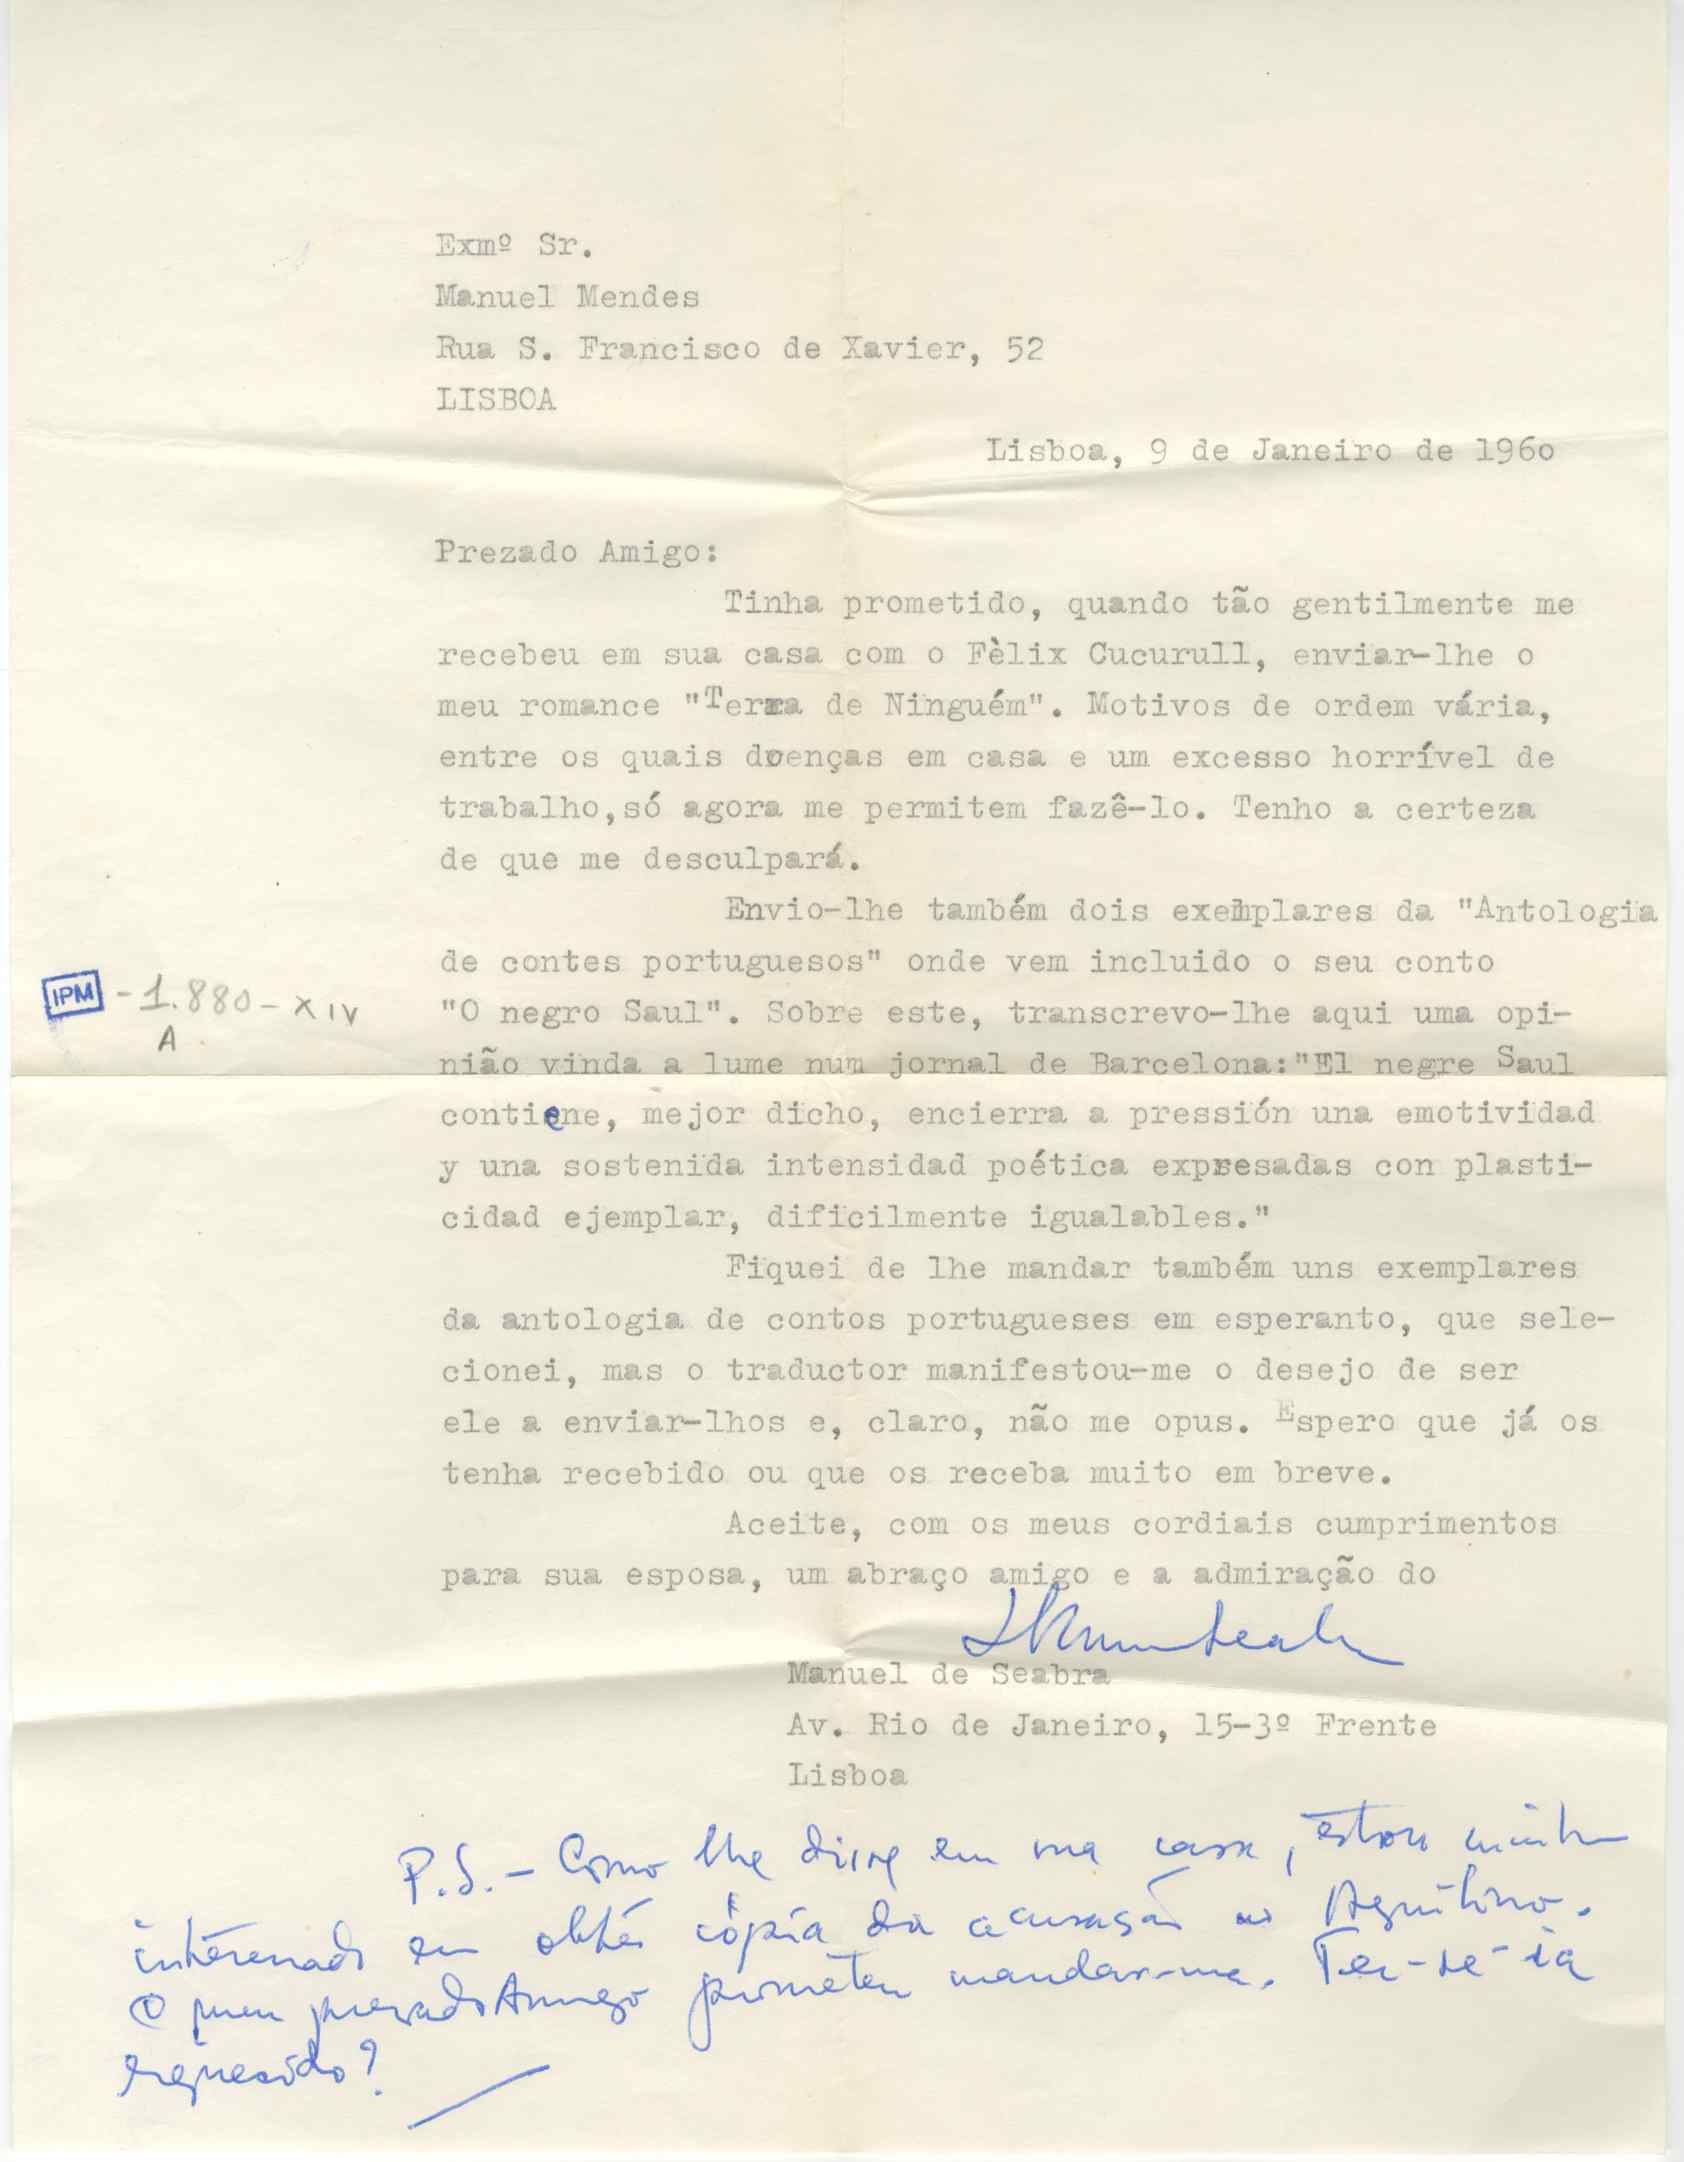 Exmº Sr.
Manuel Mendes
Rua S. Francisco de Xavier, 52
LISBOA
Lisboa, 9 de Janeiro de 1960
Prezado Amigo:
Tinha prometido, quando tão gentilmente me
recebeu em sua casa com o Fèlix Cucurull, enviar-lhe o
meu romance "Terra de Ninguém". Motivos de ordem vária,
entre os quais doenças em casa e um excesso horrível de
trabalho,só agora me permitem fazê-lo. Tenho a certeza
de que me desculpará.
Envio-lhe também dois exemplares da "Antologia
de contes portuguesos" onde vem incluido o seu conto
"O negro Saul". Sobre este, transcrevo-lhe aqui uma opi-
IPM - 1.880 - XIV
A
nião vinda a lume num jornal de Barcelona:"El negre Saul
contiene, mejor dicho, encierra a pressión una emotividad
y una sostenida intensidad poética expresadas con plasti-
cidad ejemplar, dificilmente igualables."
Fiquei de lhe mandar também uns exemplares
da antologia de contos portugueses em esperanto, que sele-
cionei, mas o traductor manifestou-me o desejo de ser
ele a enviar-lhos e, claro, não me opus. Espero que já os
tenha recebido ou que os receba muito em breve.
Aceite, com os meus cordiais cumprimentos
para sua esposa, um abraço amigo e a admiração do
Manuel de Seabra
Av. Rio de Janeiro, 15-3º Frente
Lisboa
P.S. - Como lhe disse em sua casa, estou muito
interessado em obter cópia da acusação ao Aquilino.
O meu prezado Amigo prometeu mandar-ma. Ter-se-ia
esquecido?